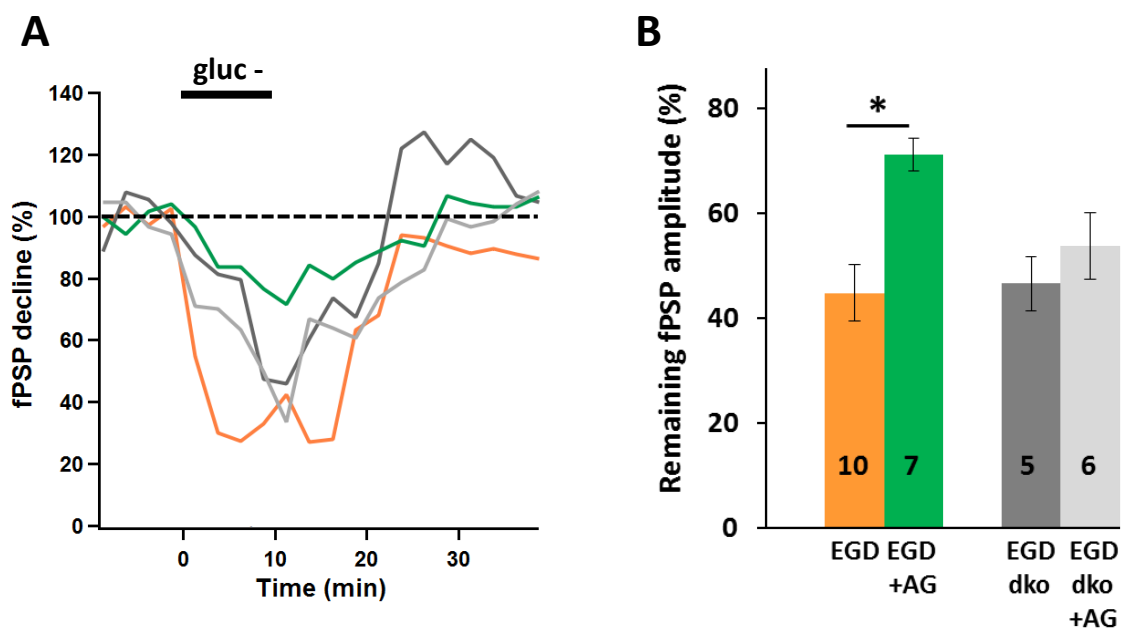 A
gluc -
fPSP decline (%)
140
120
100
80
60
40
20
0
0
10
20
30
Time (min)
B
Remaining fPSP amplitude (%)
80
60
40
20
0
*
10
7
5
6
EGD
EGD
+AG
EGD
dko
EGD
dko
+AG